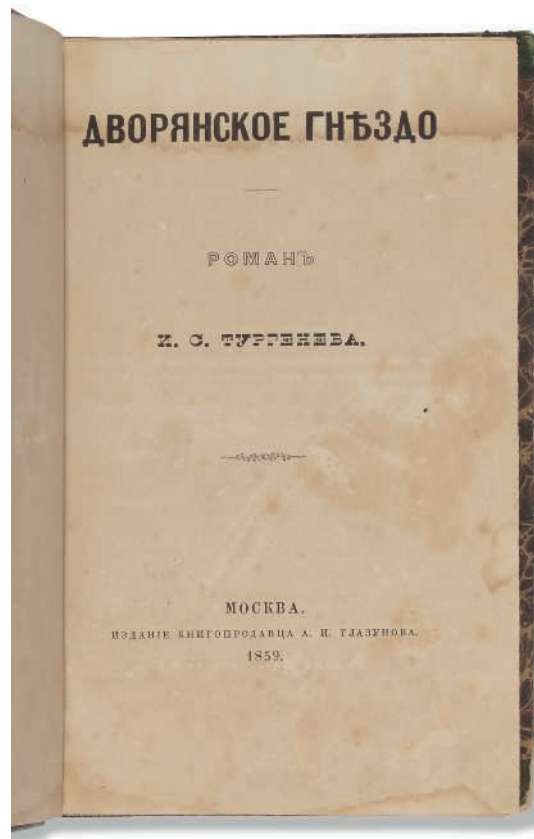 ДВОРЯНСКОЕ ГНѢЗДО
РОМАНЪ
И. С. ТУРГЕНЕВА.
МОСКВА.
ИЗДАНІЕ КНИГОПРОДАВЦА А. И. ГЛАЗУНОВА.
1859.